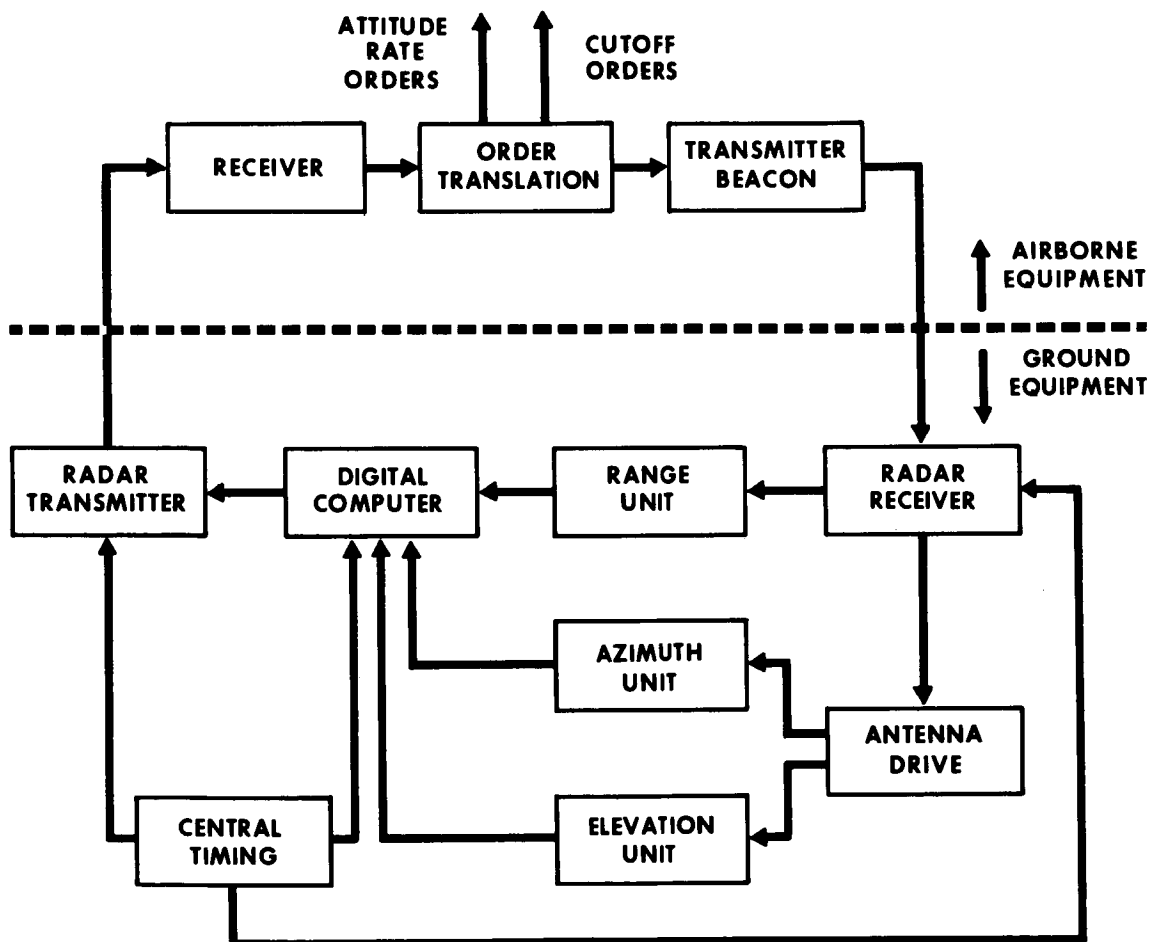 ATTITUDE
RATE
ORDERS
CUTOFF
ORDERS
RECEIVER
ORDER
TRANSLATION
TRANSMITTER
BEACON
AIRBORNE
EQUIPMENT
GROUND
EQUIPMENT
RADAR
TRANSMITTER
DIGITAL
COMPUTER
RANGE
UNIT
RADAR
RECEIVER
AZIMUTH
UNIT
ANTENNA
DRIVE
CENTRAL
TIMING
ELEVATION
UNIT